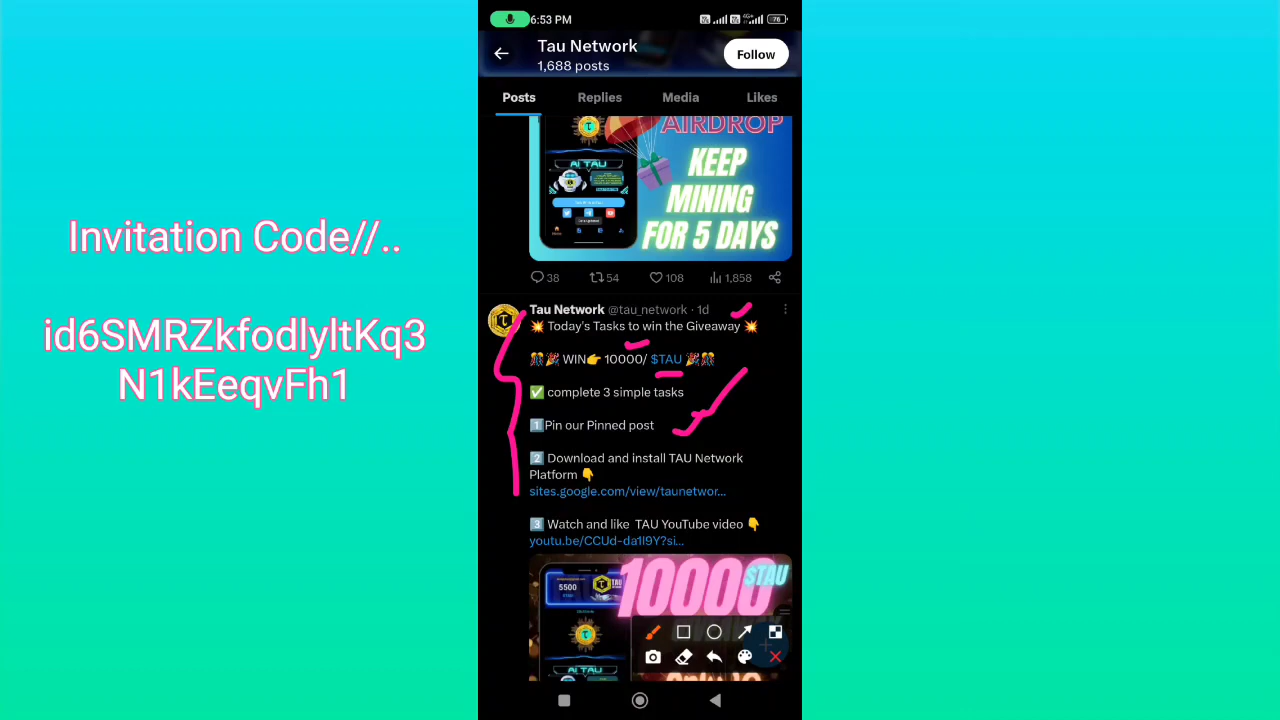 Invitation Code//..
id6SMRZkfodlyltKq3
N1kEeqvFh1
6:53 PM
4G+
76
Tau Network
1,688 posts
Follow
Posts
Replies
Media
Likes
AIRDROP
AI TAU
KEEP
MINING
FOR 5 DAYS
38
54
108
1,858
Tau Network @tau_network · 1d
💥 Today's Tasks to win the Giveaway 💥
🎊🎉 WIN👉 10000/ $TAU 🎉🎊
✅ complete 3 simple tasks
1️⃣Pin our Pinned post
2️⃣ Download and install TAU Network
Platform 👇
sites.google.com/view/taunetwor...
3️⃣ Watch and like TAU YouTube video 👇
youtu.be/CCUd-da1l9Y?si...
5500
10000
$TAU